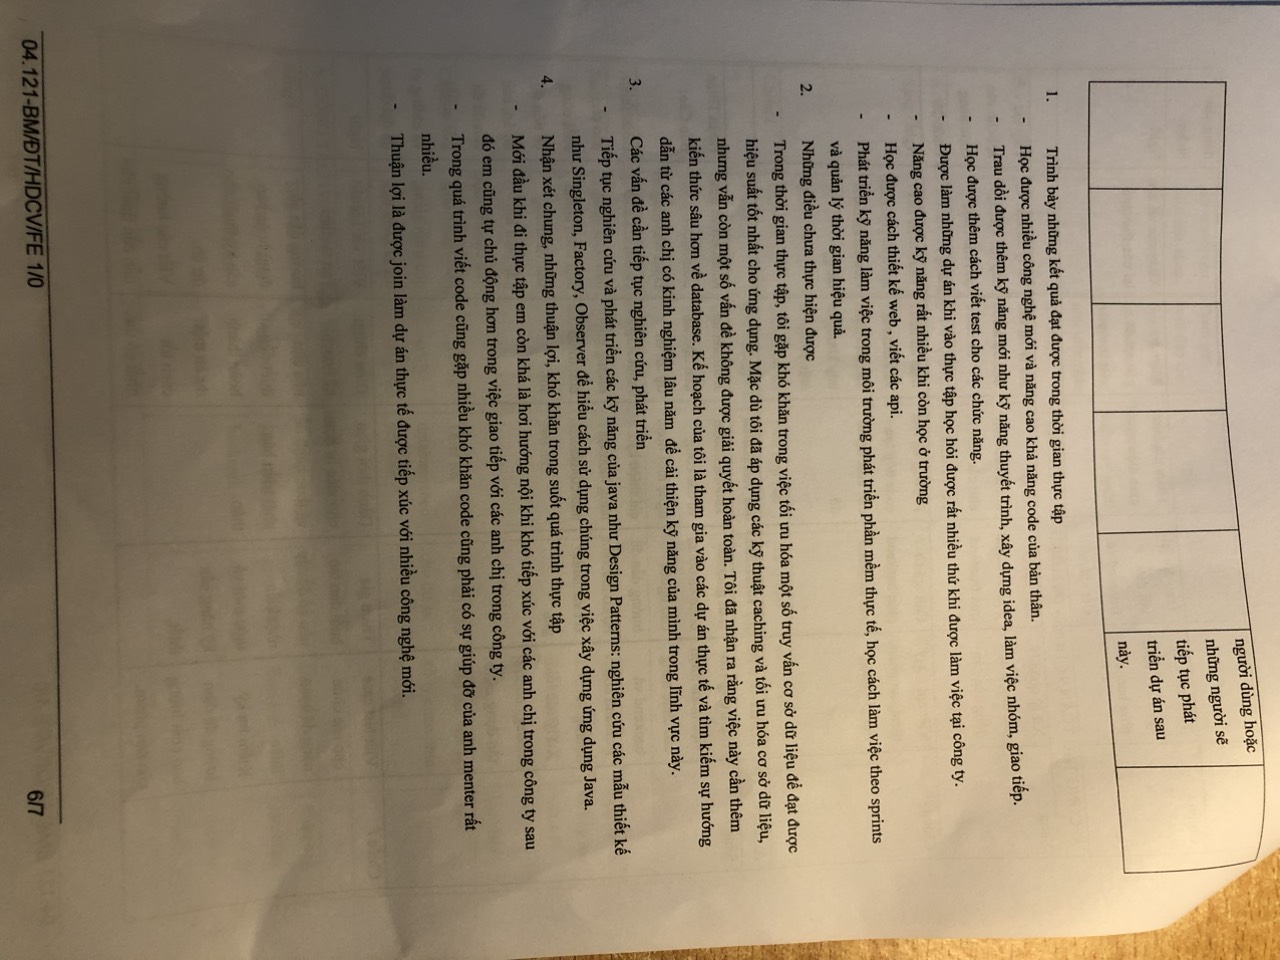 người dùng hoặc
những người sẽ
tiếp tục phát
triển dự án sau
này.
1. Trình bày những kết quả đạt được trong thời gian thực tập
- Học được nhiều công nghệ mới và năng cao khả năng code của bản thân.
- Trau dồi được thêm kỹ năng mới như kỹ năng thuyết trình, xây dựng idea, làm việc nhóm, giao tiếp.
- Học được thêm cách viết test cho các chức năng.
- Được làm những dự án khi vào thực tập học hỏi được rất nhiều thứ khi được làm việc tại công ty.
- Năng cao được kỹ năng rất nhiều khi còn học ở trường
- Học được cách thiết kế web , viết các api.
- Phát triển kỹ năng làm việc trong môi trường phát triển phần mềm thực tế, học cách làm việc theo sprints
và quản lý thời gian hiệu quả.
2. Những điều chưa thực hiện được
- Trong thời gian thực tập, tôi gặp khó khăn trong việc tối ưu hóa một số truy vấn cơ sở dữ liệu để đạt được
hiệu suất tốt nhất cho ứng dụng. Mặc dù tôi đã áp dụng các kỹ thuật caching và tối ưu hóa cơ sở dữ liệu,
nhưng vẫn còn một số vấn đề không được giải quyết hoàn toàn. Tôi đã nhận ra rằng việc này cần thêm
kiến thức sâu hơn về database. Kế hoạch của tôi là tham gia vào các dự án thực tế và tìm kiếm sự hướng
dẫn từ các anh chị có kinh nghiệm lâu năm để cải thiện kỹ năng của mình trong lĩnh vực này.
3. Các vấn đề cần tiếp tục nghiên cứu, phát triển
- Tiếp tục nghiên cứu và phát triển các kỹ năng của java như Design Patterns: nghiên cứu các mẫu thiết kế
như Singleton, Factory, Observer để hiểu cách sử dụng chúng trong việc xây dựng ứng dụng Java.
4. Nhận xét chung, những thuận lợi, khó khăn trong suốt quá trình thực tập
- Mới đầu khi đi thực tập em còn khá là hơi hướng nội khi khó tiếp xúc với các anh chị trong công ty sau
đó em cũng tự chủ động hơn trong việc giao tiếp với các anh chị trong công ty.
- Trong quá trình viết code cũng gặp nhiều khó khăn code cũng phải có sự giúp đỡ của anh menter rất
nhiều.
- Thuận lợi là được join làm dự án thực tế được tiếp xúc với nhiều công nghệ mới.
04.121-BM/ĐT/HDCV/FE 1/0 6/7